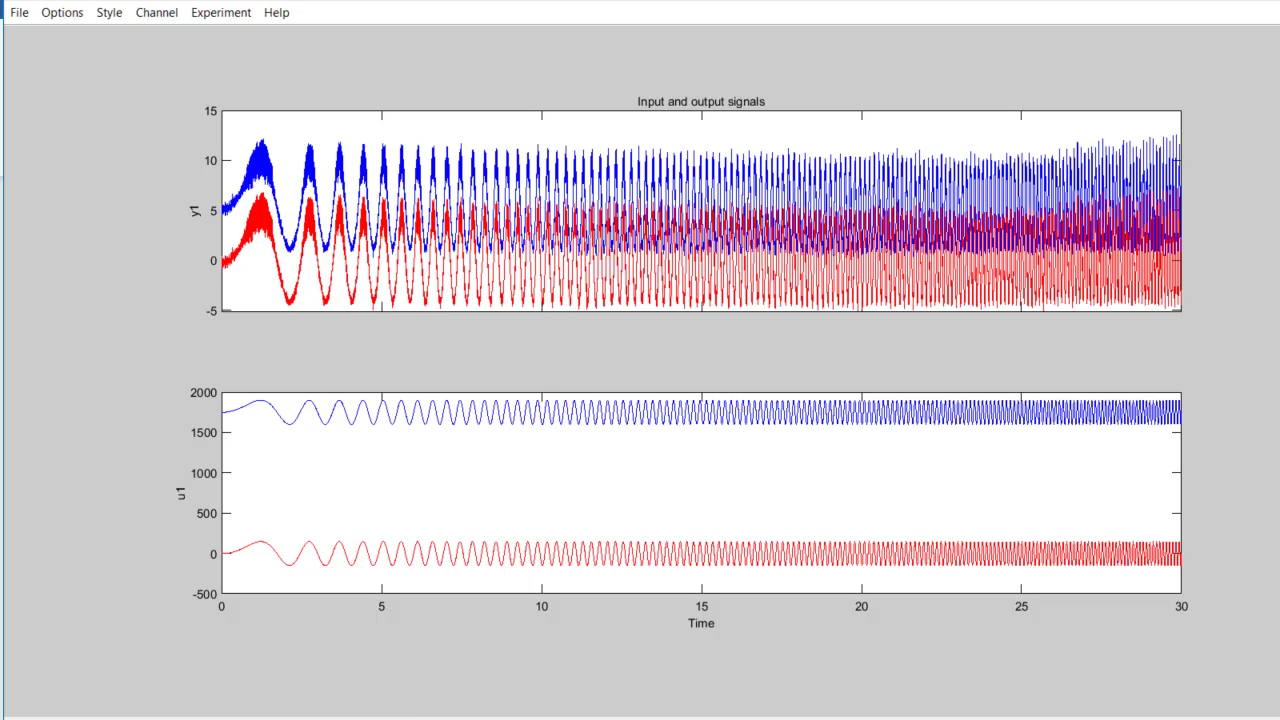 File Options Style Channel Experiment Help
Input and output signals
15
10
5
0
-5
y1
2000
1500
1000
500
0
-500
u1
0 5 10 15 20 25 30
Time